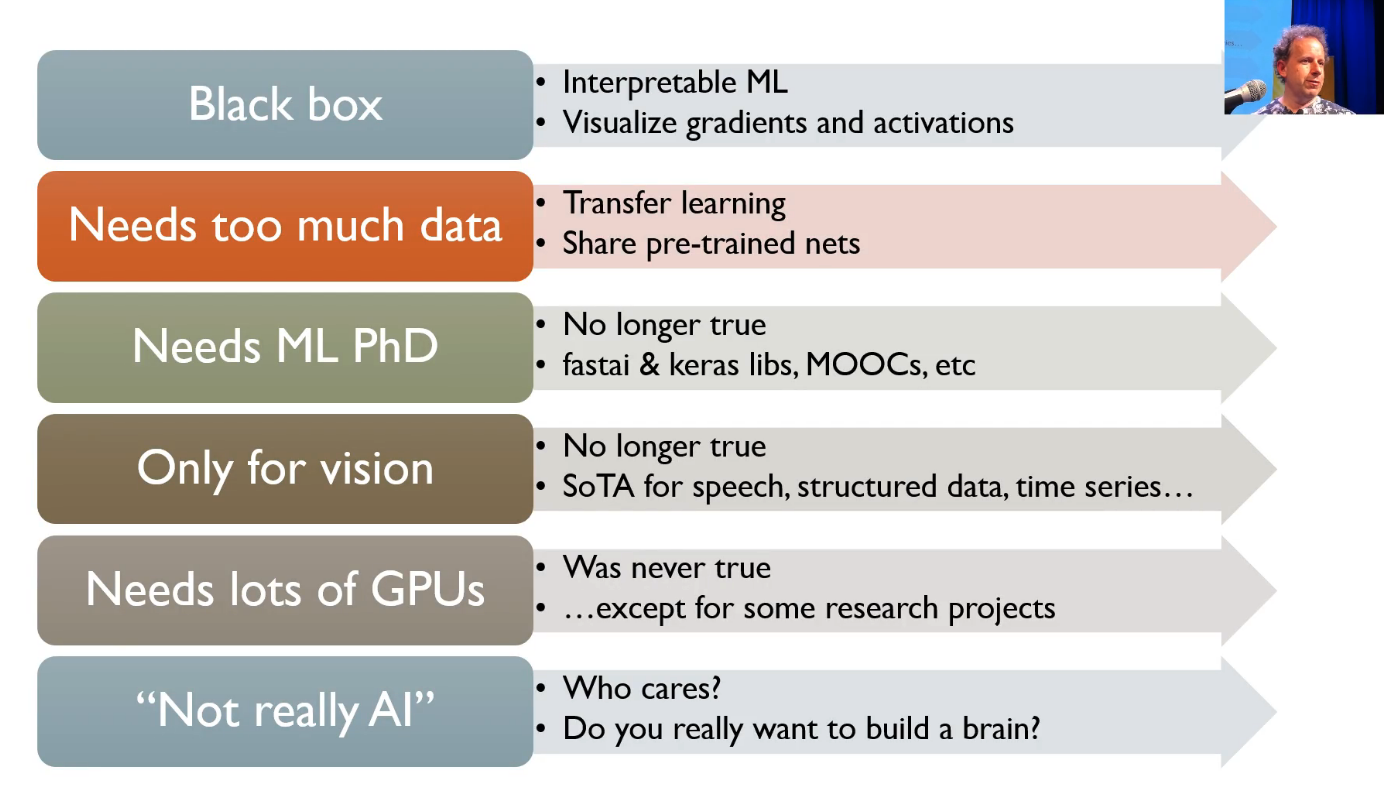 Black box
• Interpretable ML
• Visualize gradients and activations
Needs too much data
• Transfer learning
• Share pre-trained nets
Needs ML PhD
• No longer true
• fastai & keras libs, MOOCs, etc
Only for vision
• No longer true
• SoTA for speech, structured data, time series…
Needs lots of GPUs
• Was never true
• …except for some research projects
“Not really AI”
• Who cares?
• Do you really want to build a brain?